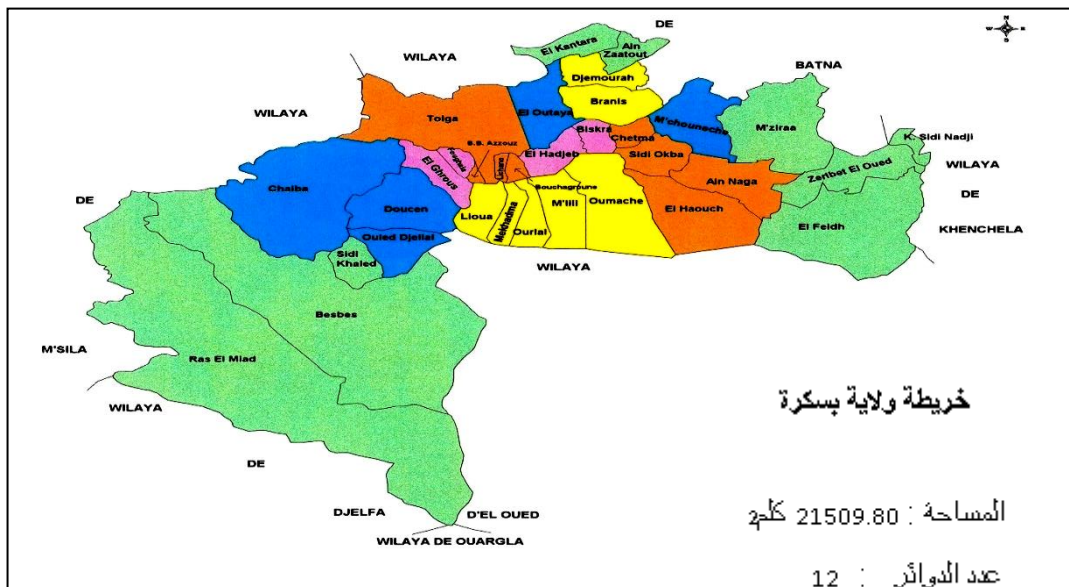 DE
WILAYA
El Kantara
Ain
Zaatout
BATNA
Djemourah
WILAYA
Tolga
El Outaya
Branis
M'chouneche
M'ziraa
Biskra
Chetma
K. Sidi Nadji
B.B. Azzouz
El Hadjeb
Sidi Okba
WILAYA
El Ghrous
Zeribet El Oued
Chaiba
Bouchagroune
Ain Naga
DE
DE
Doucen
Lioua
Mekhadma
Ourlal
M'lili
Oumache
El Haouch
El Feidh
KHENCHELA
Ouled Djellal
Sidi
Khaled
WILAYA
Besbes
M'SILA
Ras El Miad
WILAYA
خريطة ولاية بسكرة
DE
DJELFA
D'EL OUED
المساحة : 21509.80 كلم2
WILAYA DE OUARGLA
عدد الدوائر : 12